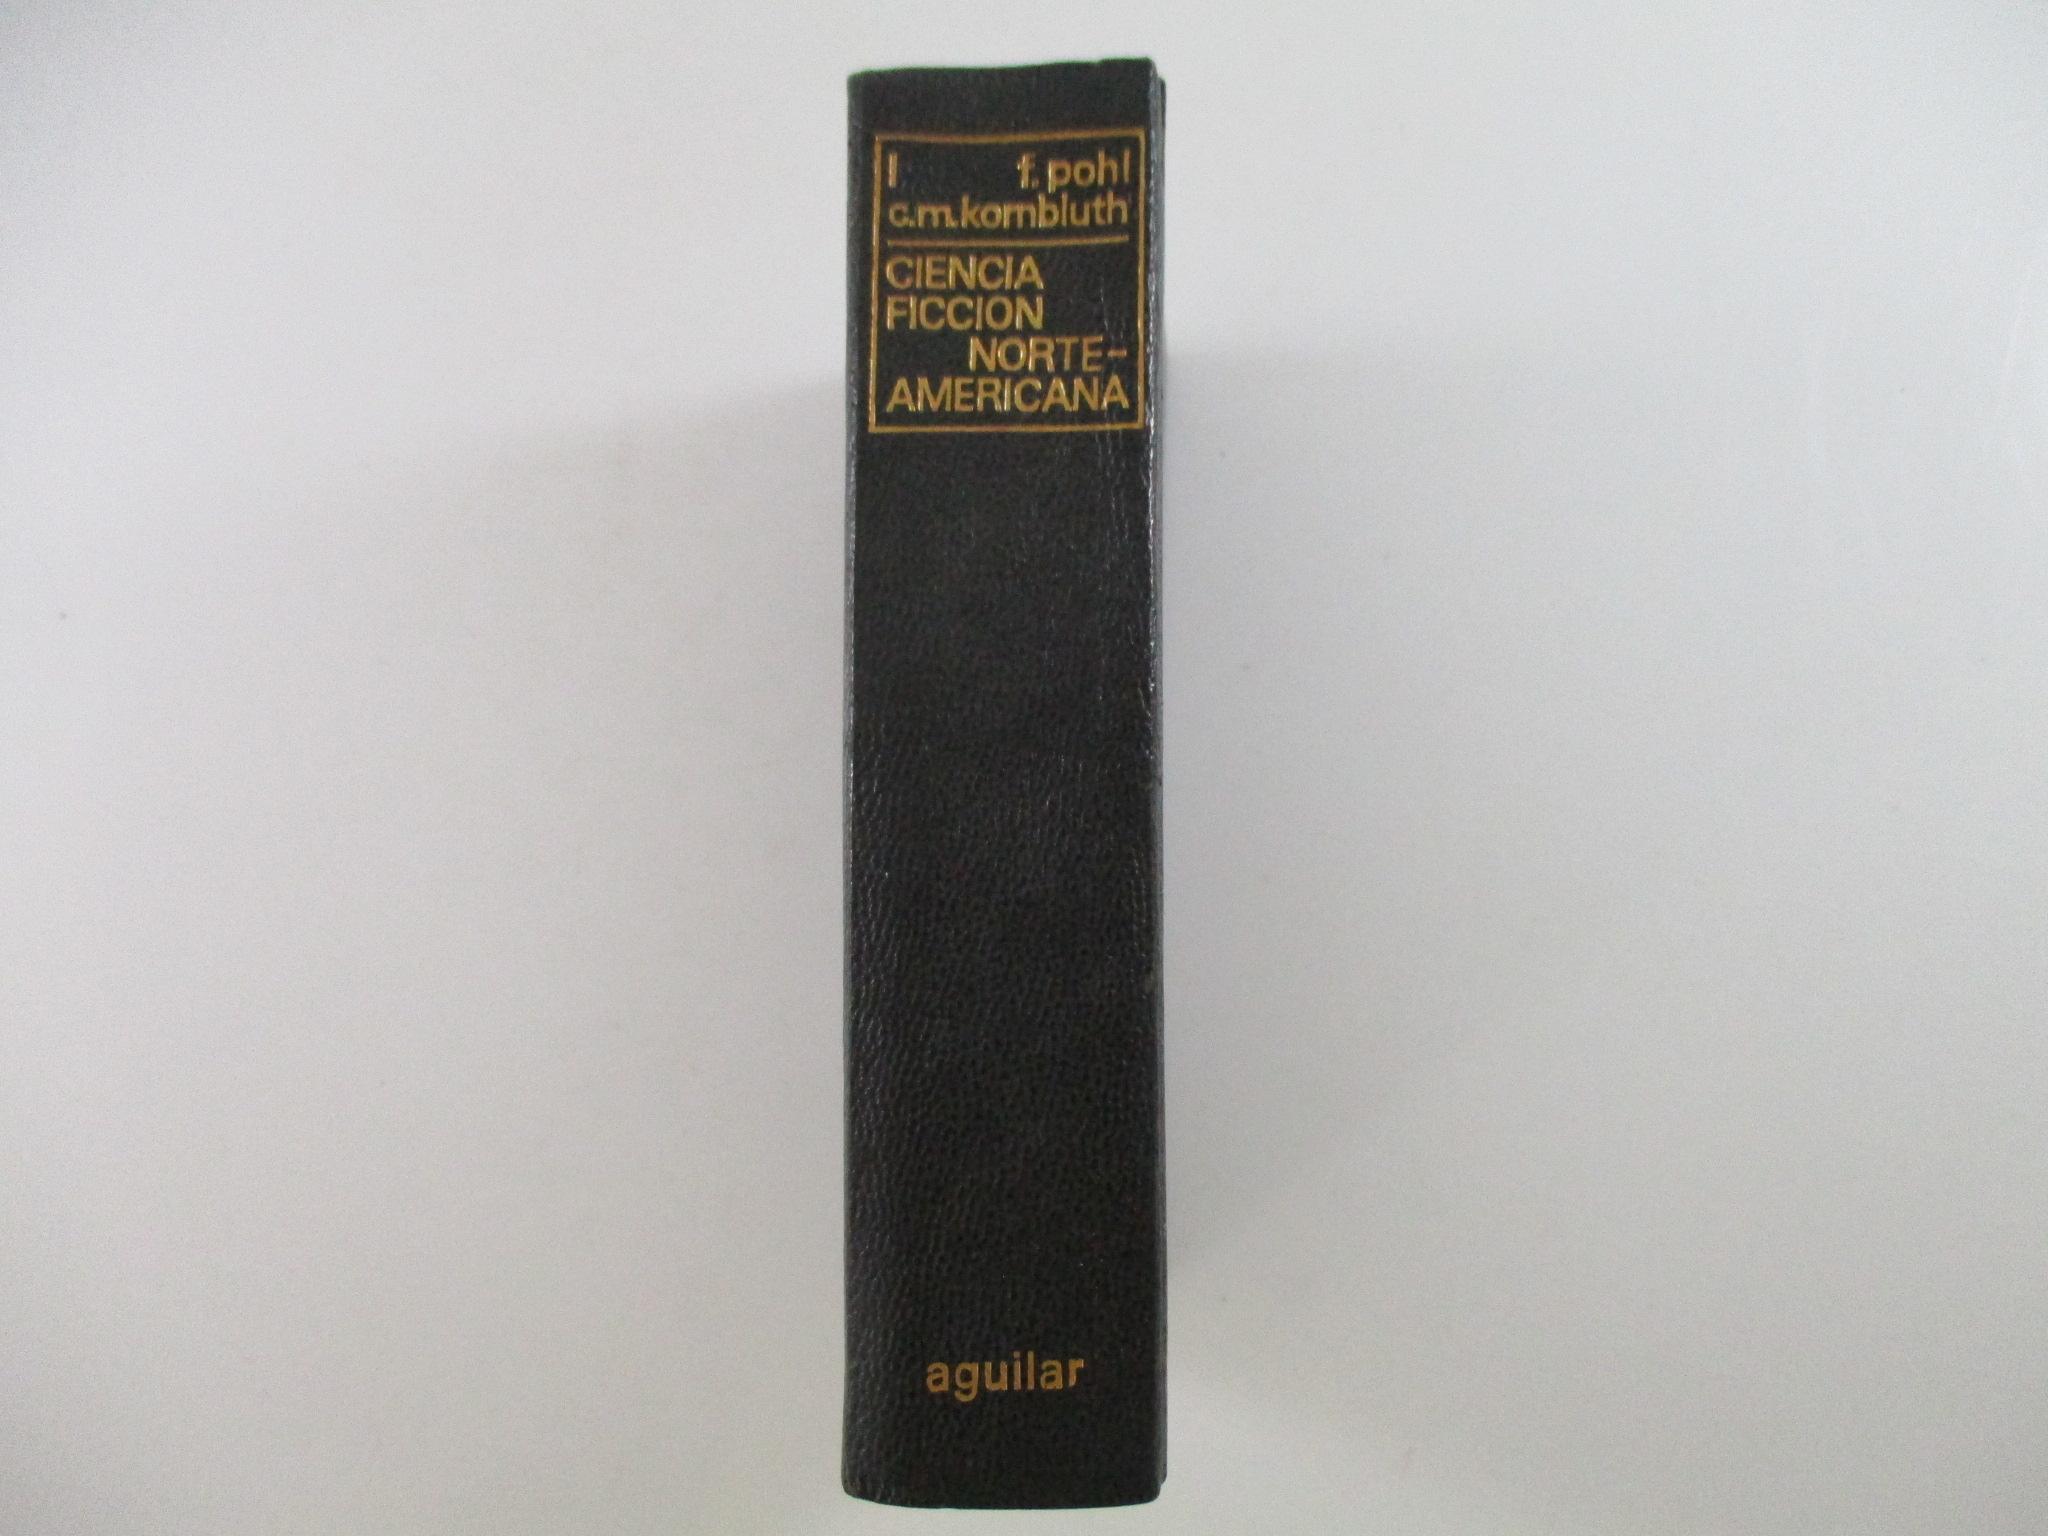 I f. pohl
c.m.kornbluth
CIENCIA
FICCION
NORTE-
AMERICANA
aguilar